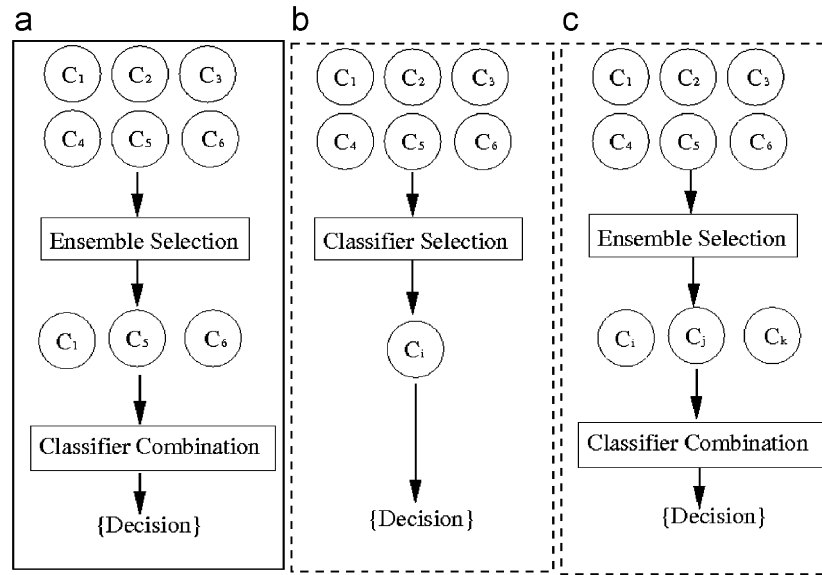 a
C₁ C₂ C₃
C₄ C₅ C₆
Ensemble Selection
C₁ C₅ C₆
Classifier Combination
{Decision}
b
C₁ C₂ C₃
C₄ C₅ C₆
Classifier Selection
Cᵢ
{Decision}
c
C₁ C₂ C₃
C₄ C₅ C₆
Ensemble Selection
Cᵢ Cⱼ Cₖ
Classifier Combination
{Decision}